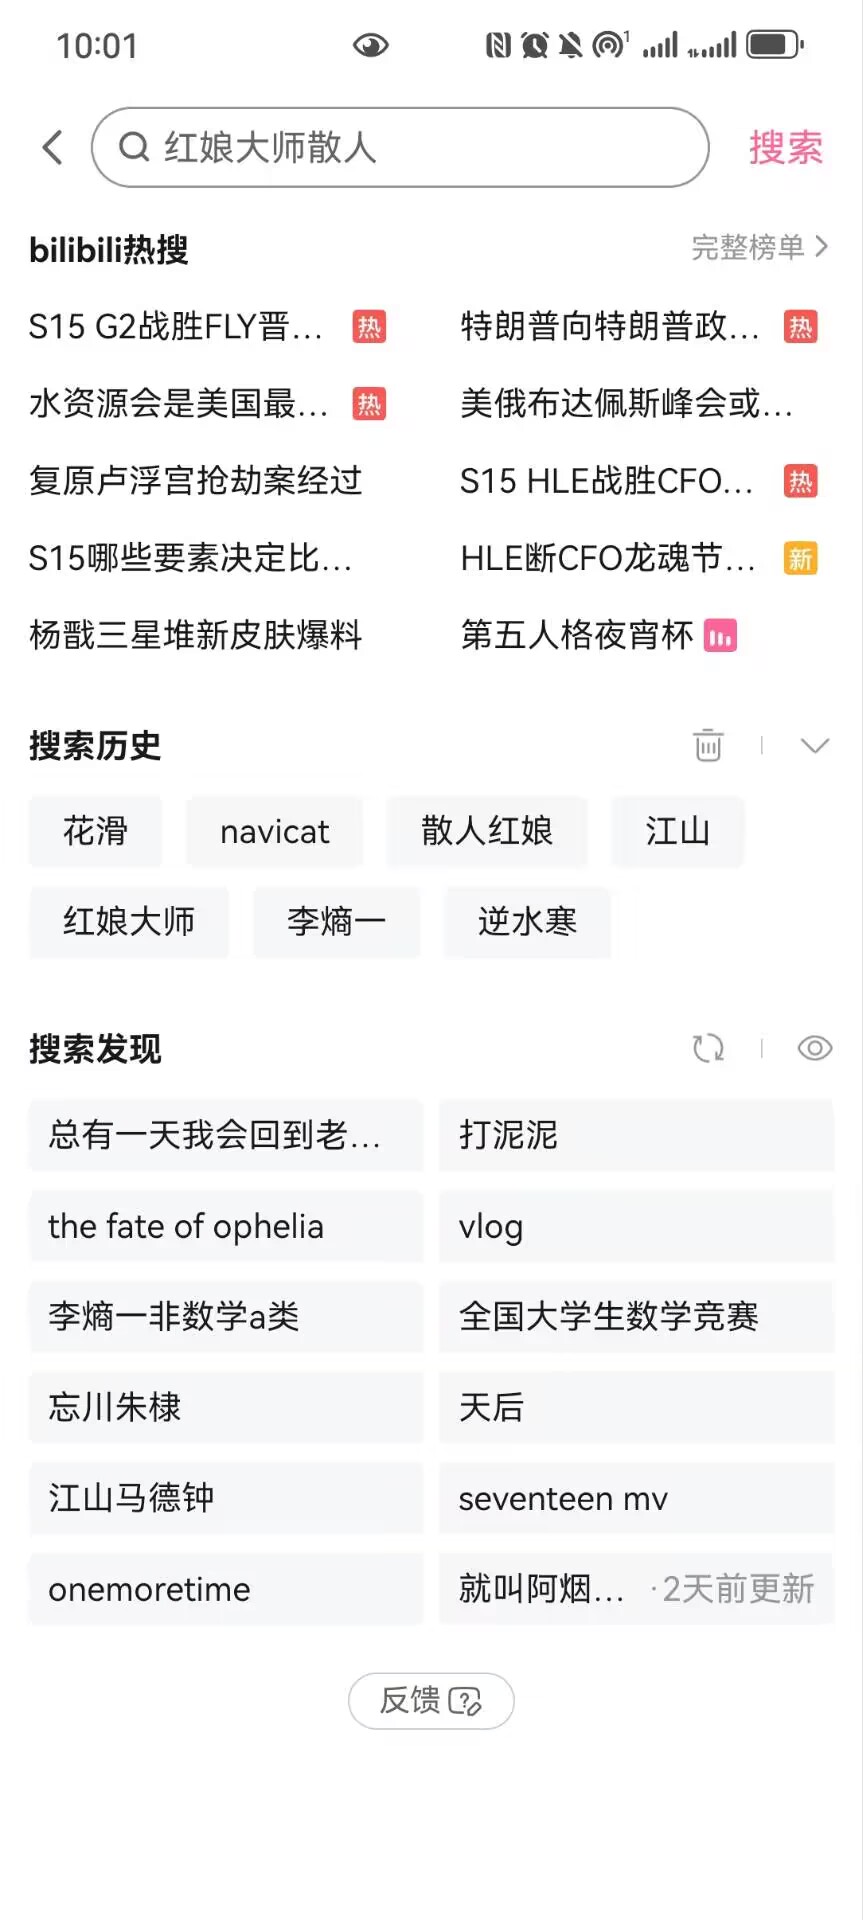 10:01
红娘大师散人 搜索
bilibili热搜 完整榜单
S15 G2战胜FLY晋... 热 特朗普向特朗普政... 热
水资源会是美国最... 热 美俄布达佩斯峰会或...
复原卢浮宫抢劫案经过 S15 HLE战胜CFO... 热
S15哪些要素决定比... HLE断CFO龙魂节... 新
杨戬三星堆新皮肤爆料 第五人格夜宵杯
搜索历史
花滑 navicat 散人红娘 江山
红娘大师 李熵一 逆水寒
搜索发现
总有一天我会回到老... 打泥泥
the fate of ophelia vlog
李熵一非数学a类 全国大学生数学竞赛
忘川朱棣 天后
江山马德钟 seventeen mv
onemoretime 就叫阿烟... ·2天前更新
反馈